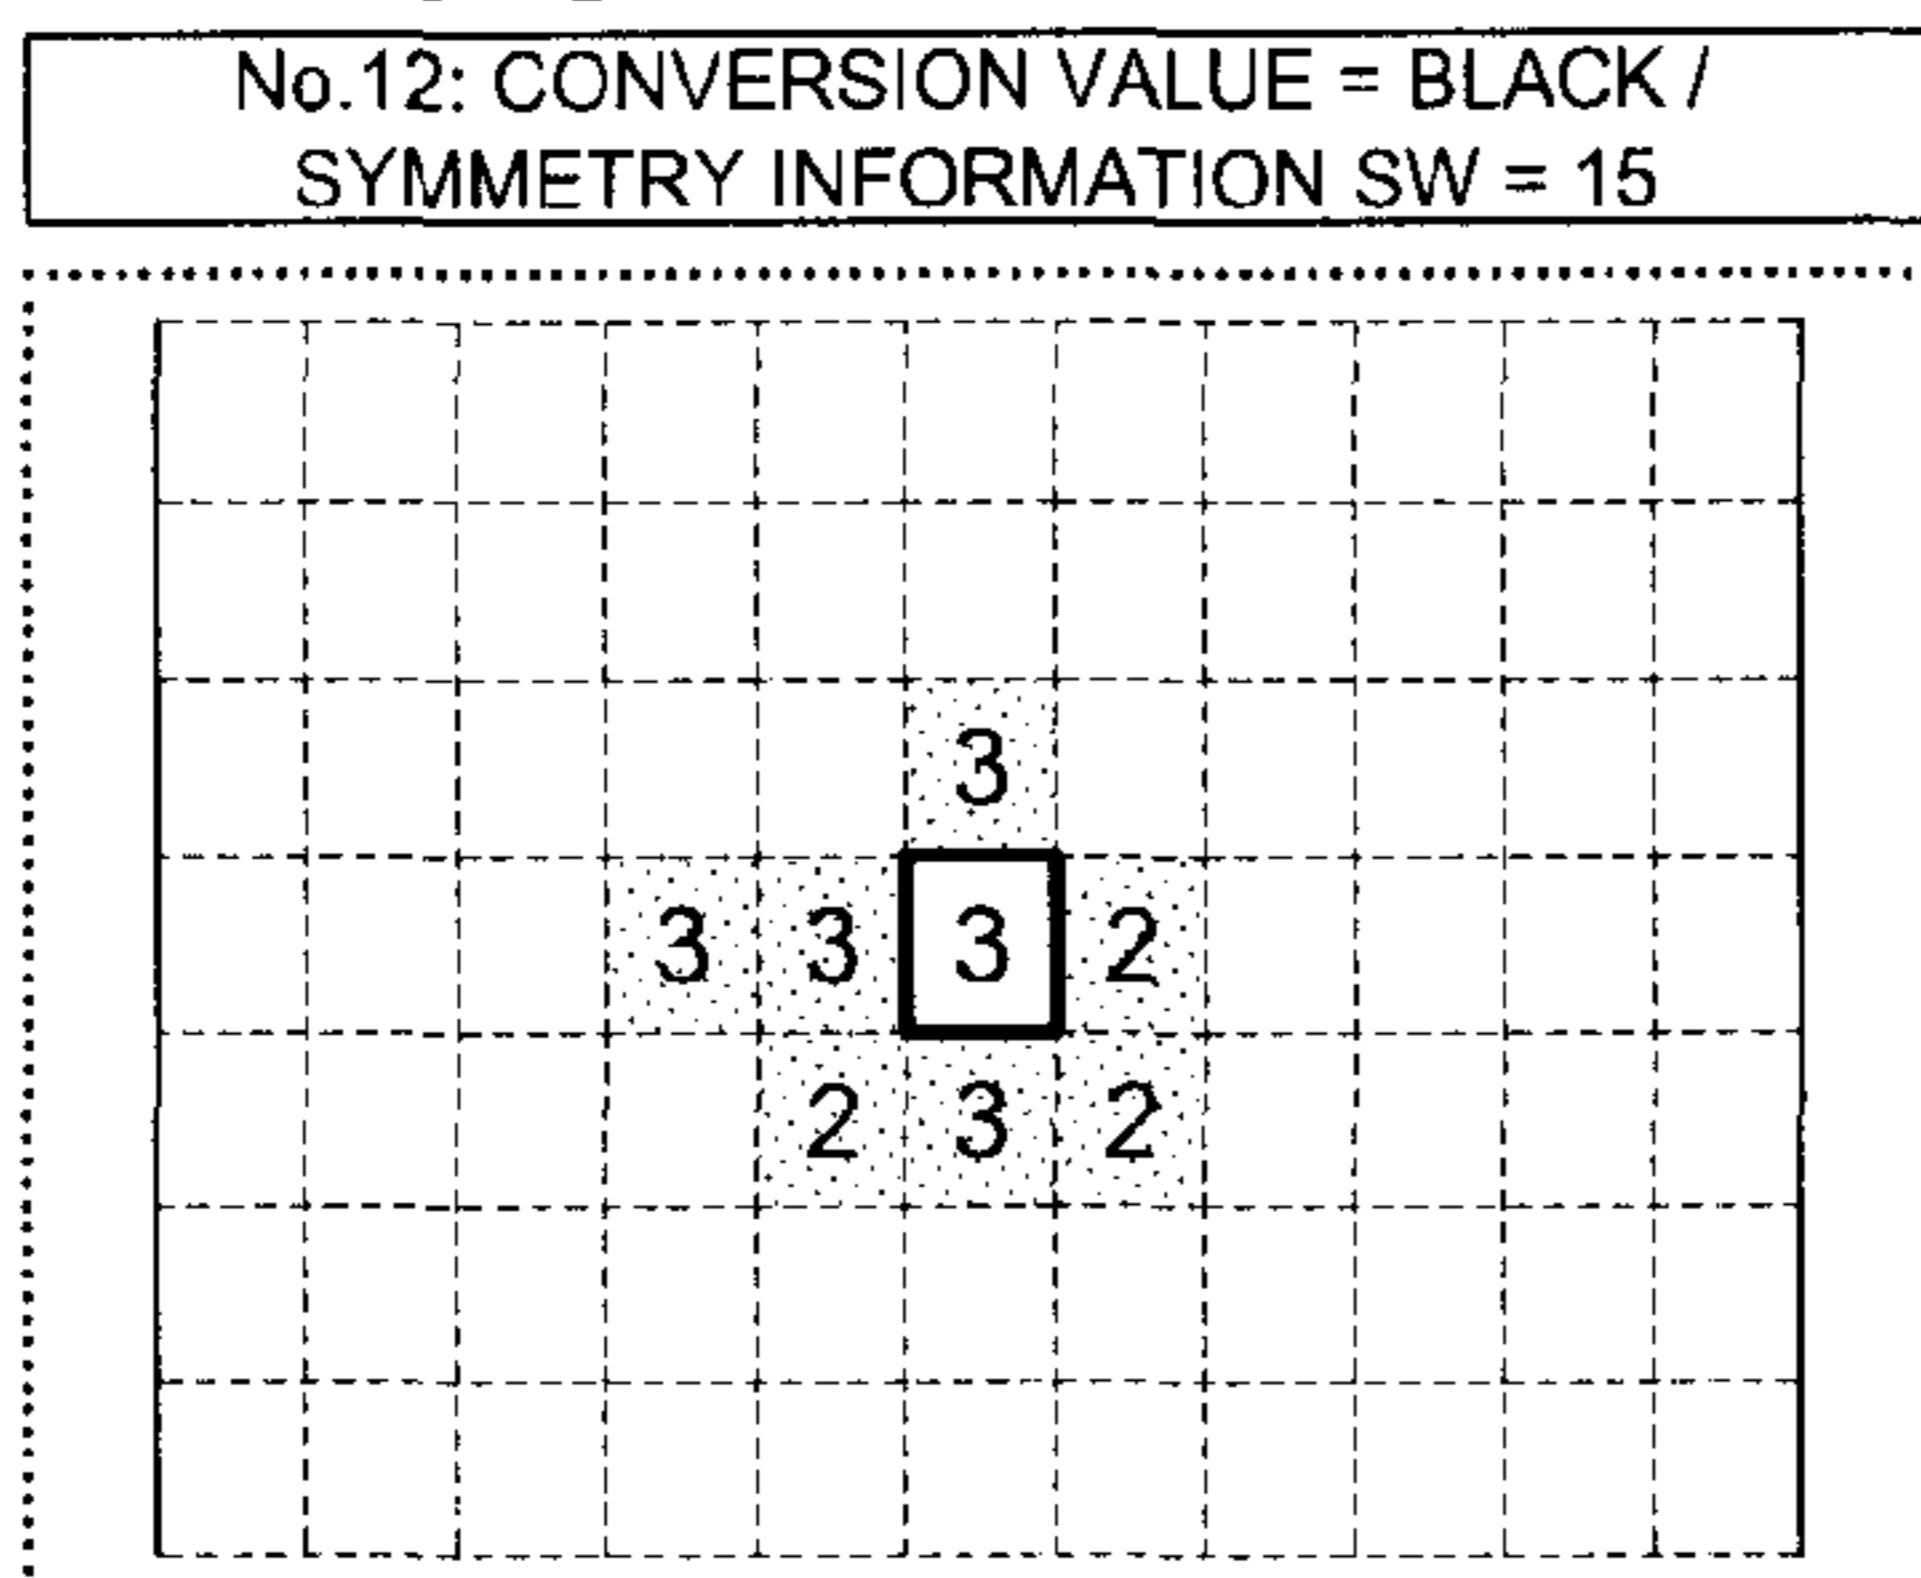 No.12: CONVERSION VALUE = BLACK /
SYMMETRY INFORMATION SW = 15
3
3 3 3 2
2 3 2